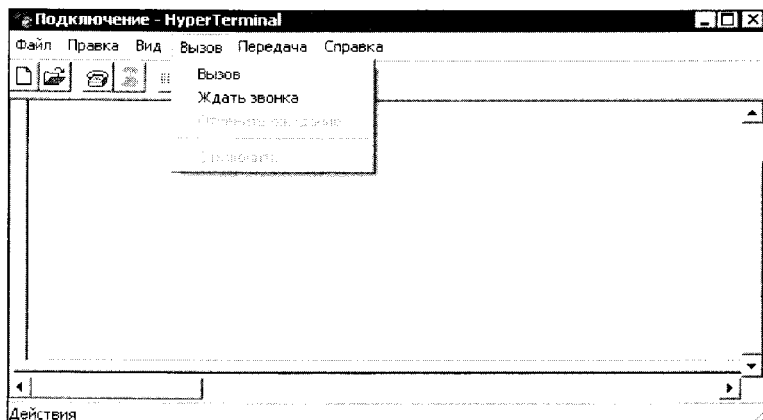 Подключение - HyperTerminal
Файл Правка Вид Вызов Передача Справка
Вызов
Ждать звонка
Действия